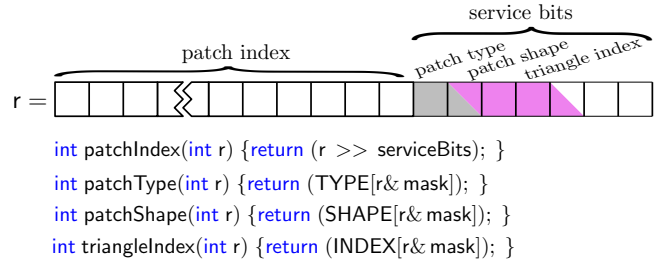 service bits
patch index
patch type
patch shape
triangle index
r =
int patchIndex(int r) {return (r >> serviceBits); }
int patchType(int r) {return (TYPE[r& mask]); }
int patchShape(int r) {return (SHAPE[r& mask]); }
int triangleIndex(int r) {return (INDEX[r& mask]); }